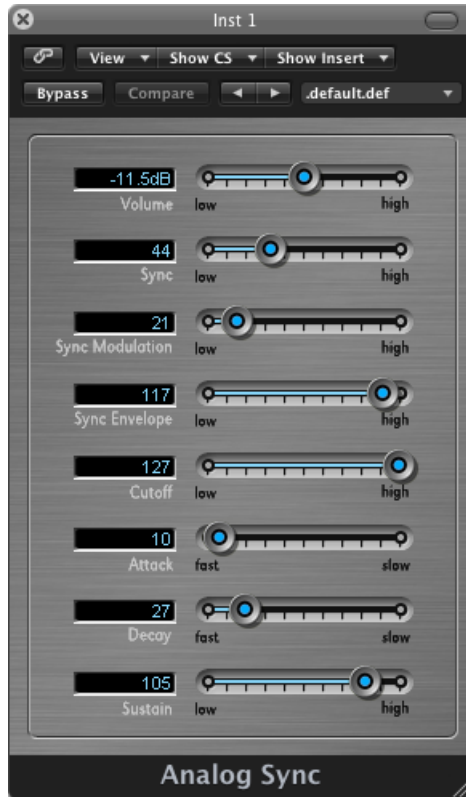 Inst 1
View Show CS Show Insert
Bypass Compare .default.def
-11.5dB
Volume low high
44
Sync low high
21
Sync Modulation low high
117
Sync Envelope low high
127
Cutoff low high
10
Attack fast slow
27
Decay fast slow
105
Sustain low high
Analog Sync